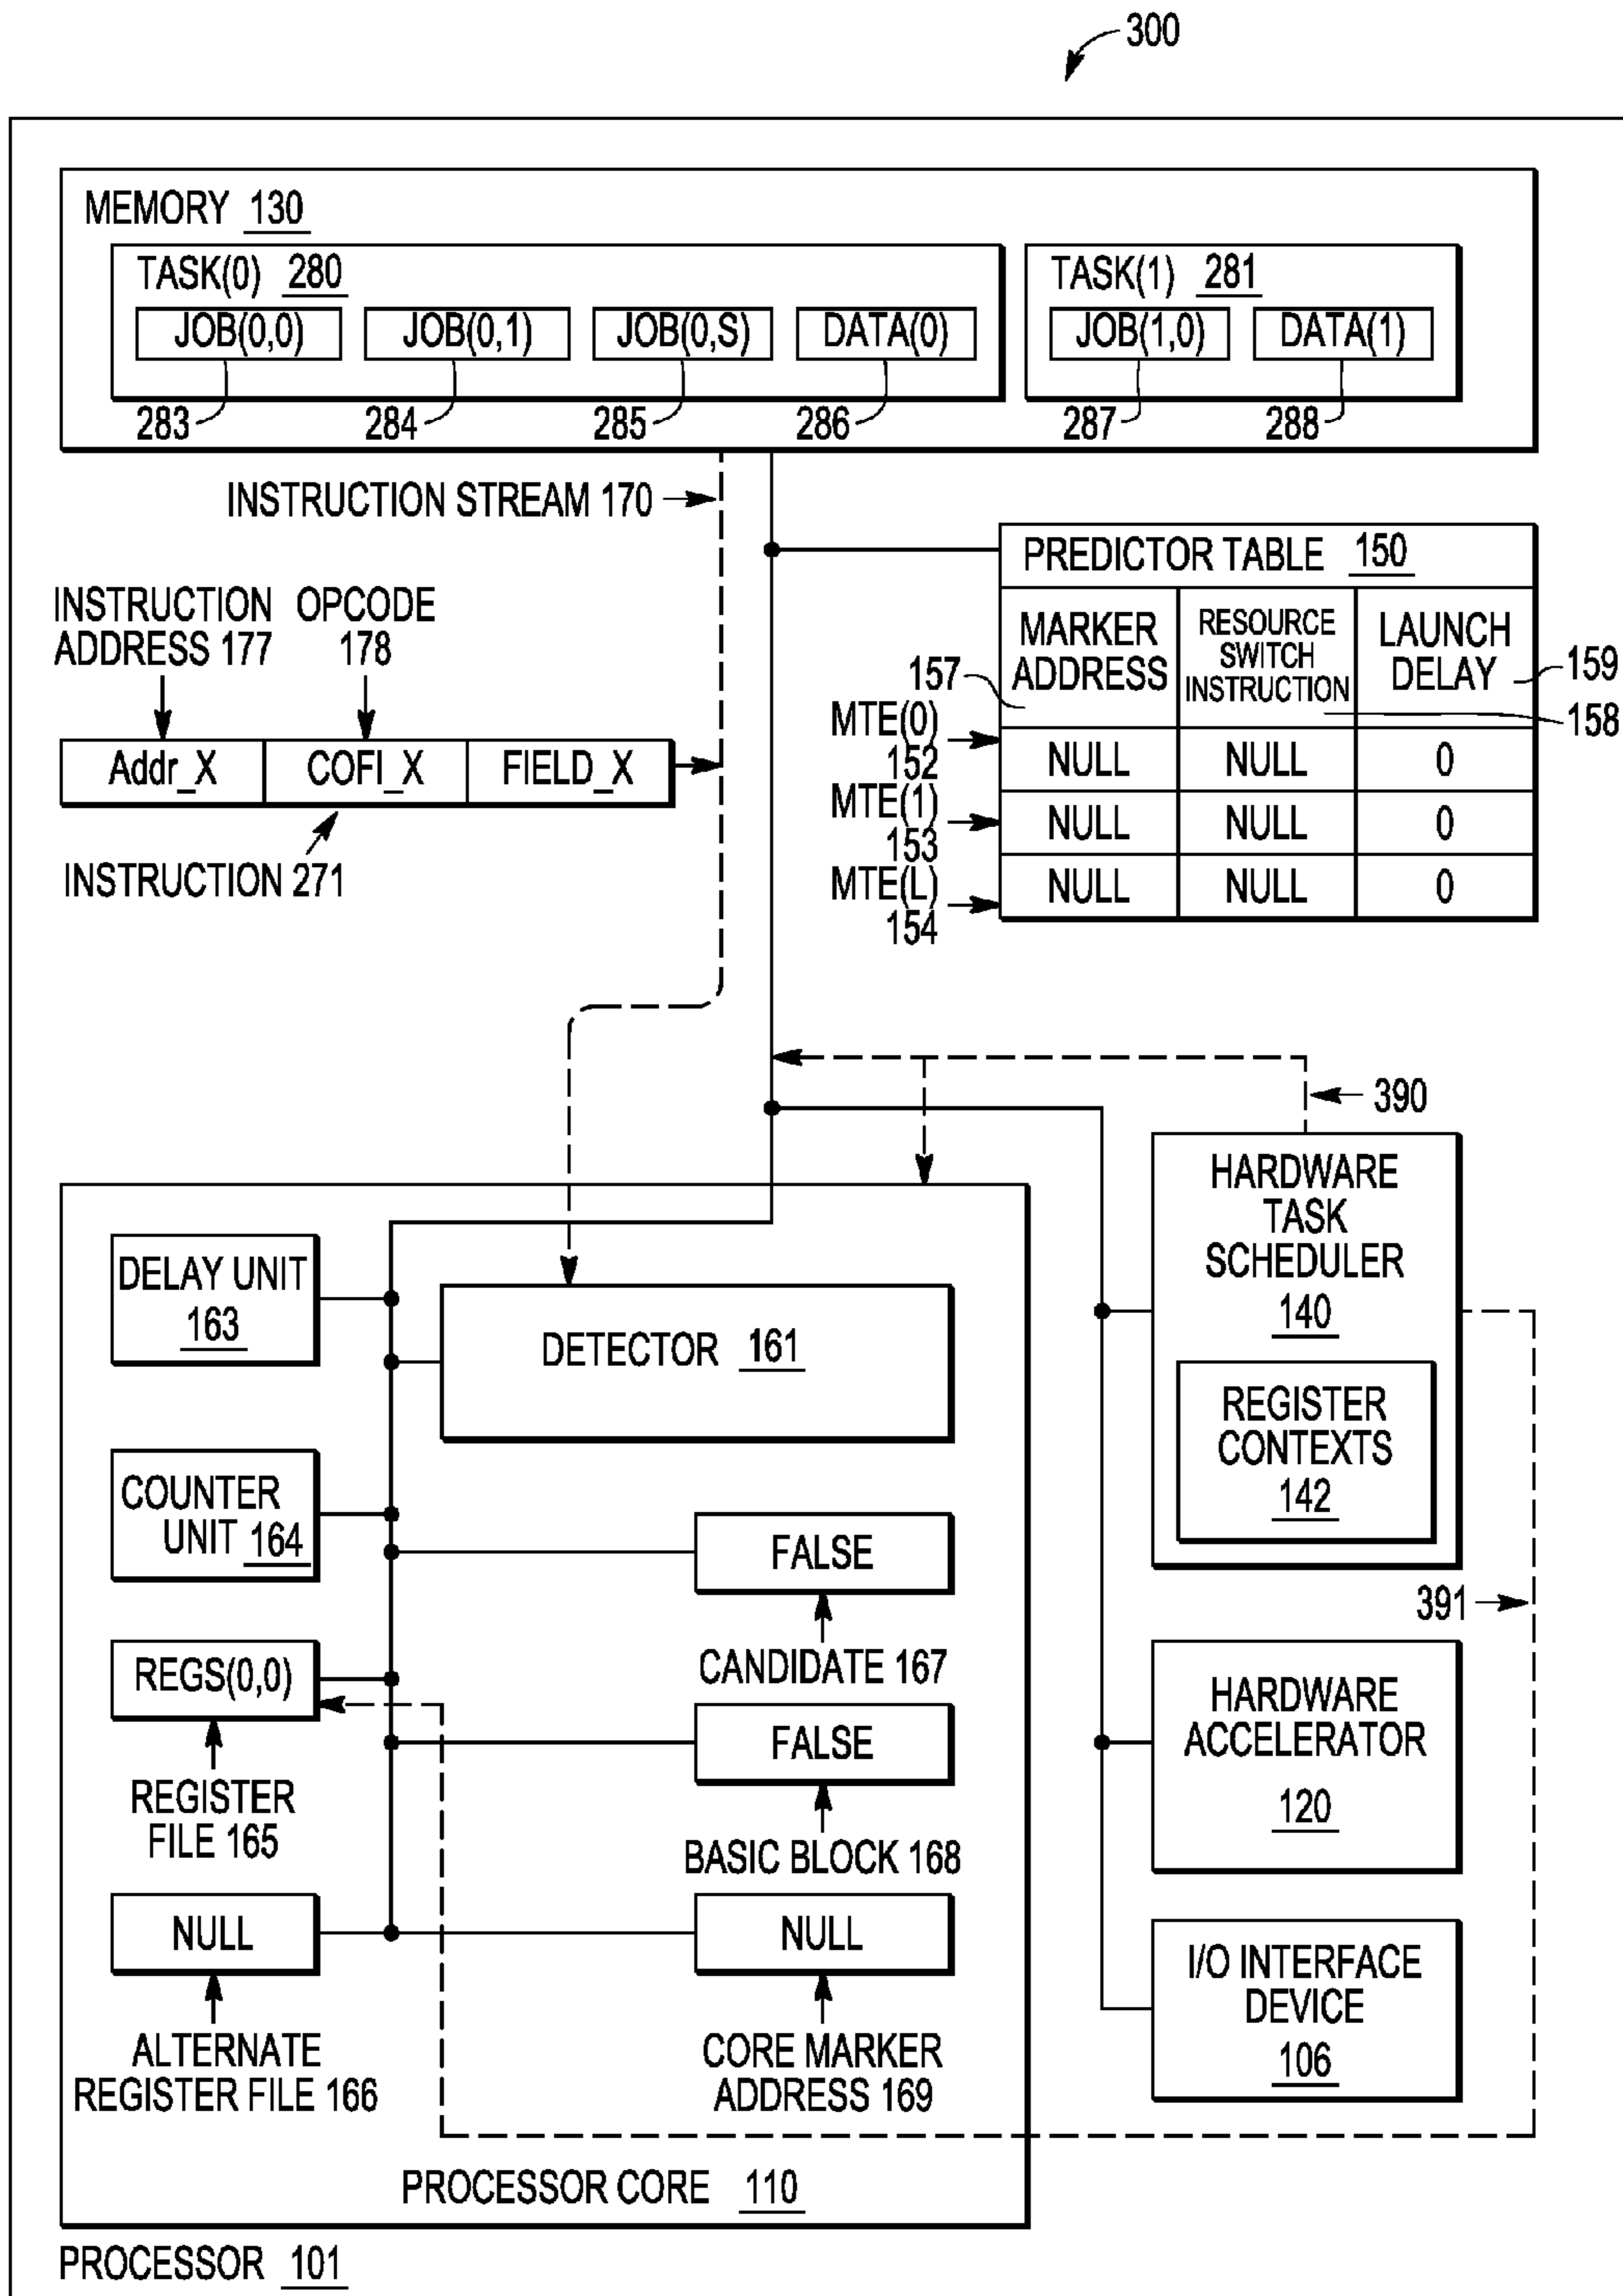 300
MEMORY 130
TASK(0) 280
JOB(0,0)
JOB(0,1)
JOB(0,S)
DATA(0)
283
284
285
286
TASK(1) 281
JOB(1,0)
DATA(1)
287
288
INSTRUCTION STREAM 170
INSTRUCTION
ADDRESS 177
OPCODE
178
Addr_X
COFI_X
FIELD_X
INSTRUCTION 271
PREDICTOR TABLE 150
MARKER
ADDRESS
RESOURCE
SWITCH
INSTRUCTION
LAUNCH
DELAY
157
159
158
MTE(0)
152
NULL
NULL
0
MTE(1)
153
NULL
NULL
0
MTE(L)
154
NULL
NULL
0
390
HARDWARE
TASK
SCHEDULER
140
REGISTER
CONTEXTS
142
391
HARDWARE
ACCELERATOR
120
I/O INTERFACE
DEVICE
106
DELAY UNIT
163
DETECTOR 161
COUNTER
UNIT 164
FALSE
CANDIDATE 167
REGS(0,0)
REGISTER
FILE 165
FALSE
BASIC BLOCK 168
NULL
ALTERNATE
REGISTER FILE 166
NULL
CORE MARKER
ADDRESS 169
PROCESSOR CORE 110
PROCESSOR 101